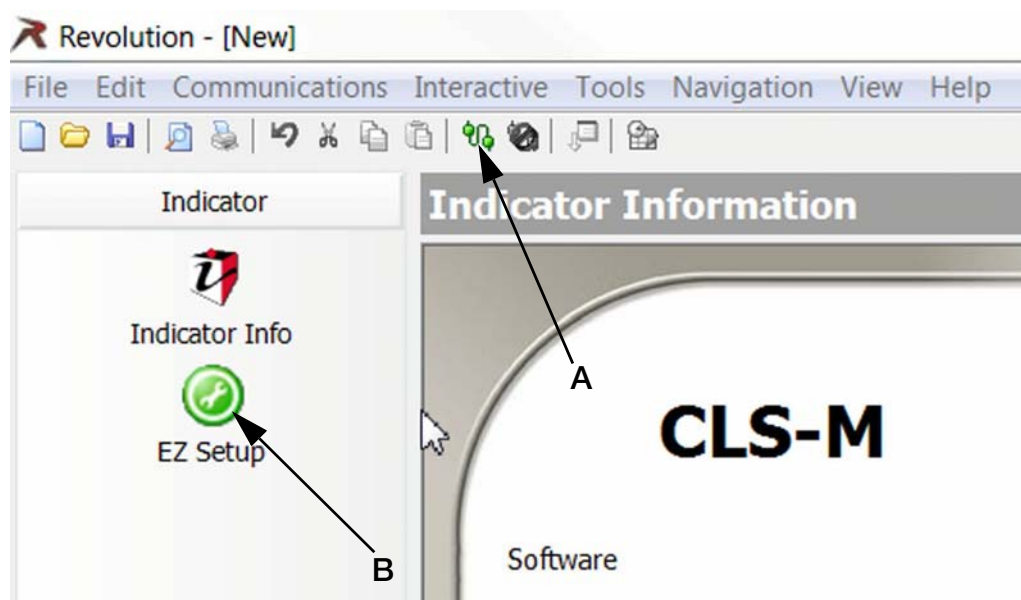 Revolution - [New]
File Edit Communications Interactive Tools Navigation View Help
Indicator
Indicator Information
Indicator Info
A
EZ Setup
CLS-M
B
Software